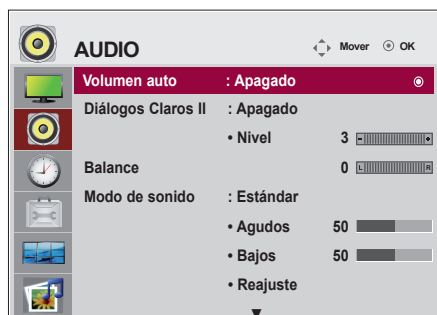 AUDIO Mover OK
Volumen auto : Apagado
Diálogos Claros II : Apagado
• Nivel 3 - +
Balance 0 L R
Modo de sonido : Estándar
• Agudos 50
• Bajos 50
• Reajuste